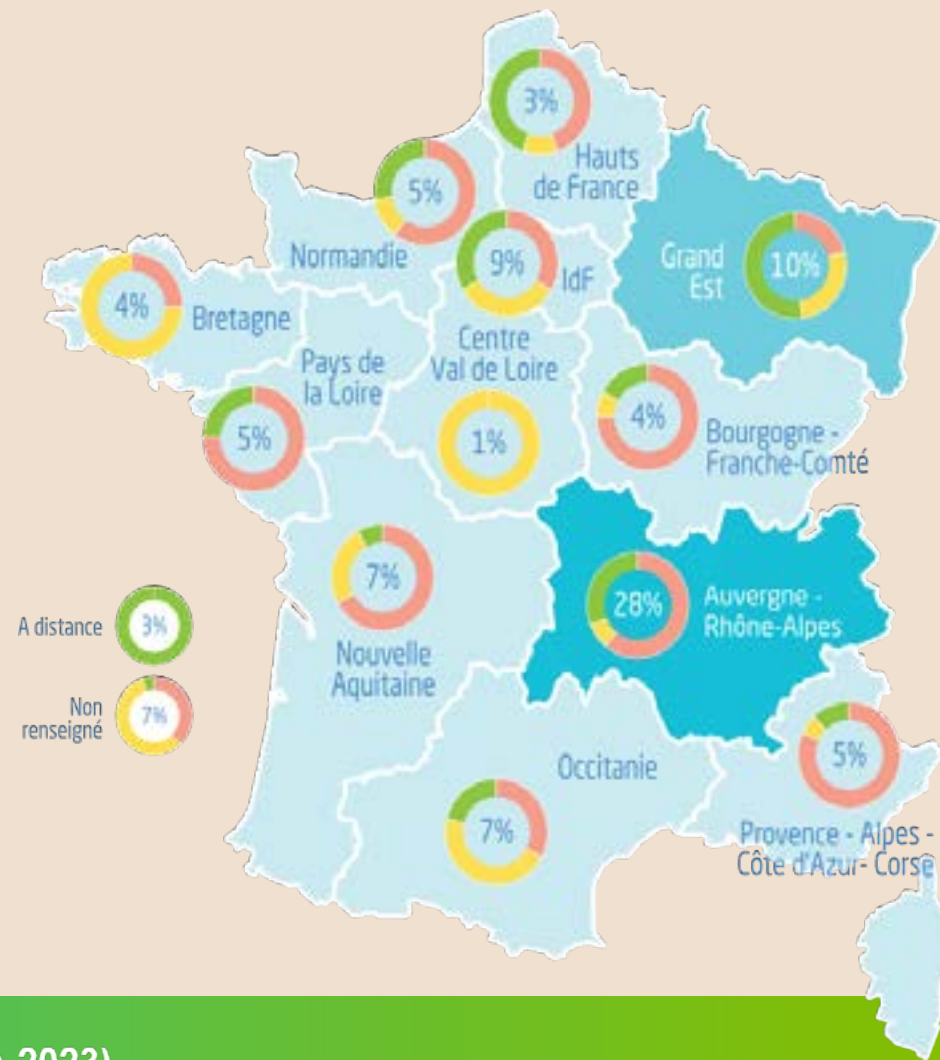 3%
Hauts
de France
5%
Normandie
9%
IdF
Grand
Est
10%
4%
Bretagne
Pays de
la Loire
5%
Centre
Val de Loire
1%
4%
Bourgogne -
Franche-Comté
7%
Nouvelle
Aquitaine
28%
Auvergne -
Rhône-Alpes
A distance
3%
Non
renseigné
7%
Occitanie
7%
5%
Provence - Alpes -
Côte d'Azur- Corse
2023)